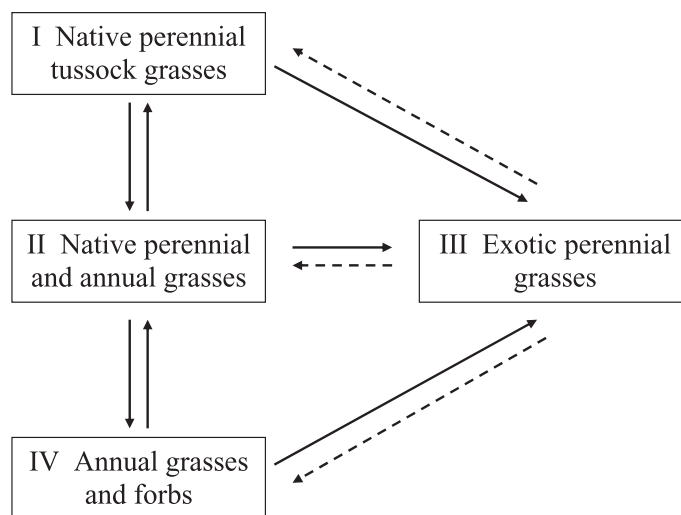 I Native perennial
tussock grasses
II Native perennial
and annual grasses
III Exotic perennial
grasses
IV Annual grasses
and forbs